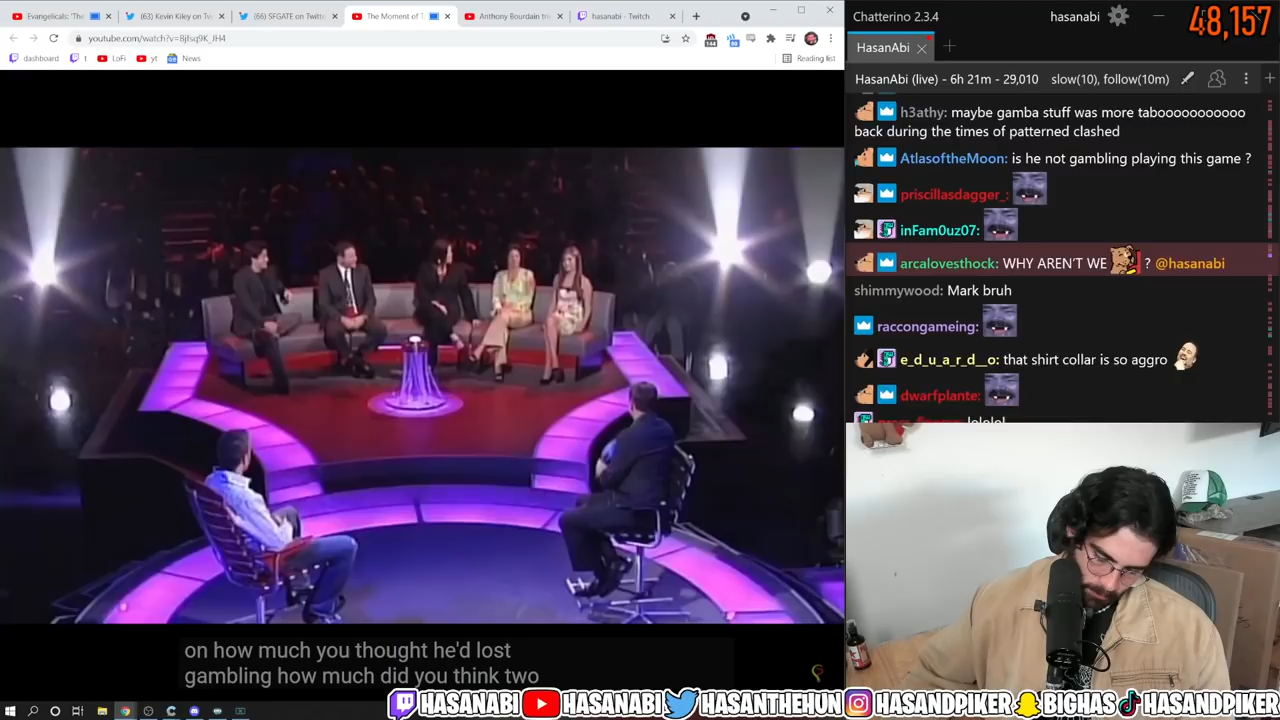 Evangelicals: 'The
(63) Kevin Kiley on Tw
(66) SFGATE on Twitte
The Moment of T
Anthony Bourdain tri
hasanabi - Twitch
youtube.com/watch?v=8jfsq9K_JH4
144
dashboard
t
LoFi
yt
News
Reading list
on how much you thought he'd lost
gambling how much did you think two
Chatterino 2.3.4
hasanabi
48,157
HasanAbi
HasanAbi (live) - 6h 21m - 29,010
slow(10), follow(10m)
h3athy: maybe gamba stuff was more tabooooooooooo
back during the times of patterned clashed
AtlasoftheMoon: is he not gambling playing this game ?
priscillasdagger_:
inFam0uz07:
arcalovesthock: WHY AREN'T WE ? @hasanabi
shimmywood: Mark bruh
raccongameing:
e_d_u_a_r_d__o: that shirt collar is so aggro
dwarfplante:
HASANABI
HASANABI
HASANTHEHUN
HASANDPIKER
BIGHAS
HASANDPIKER